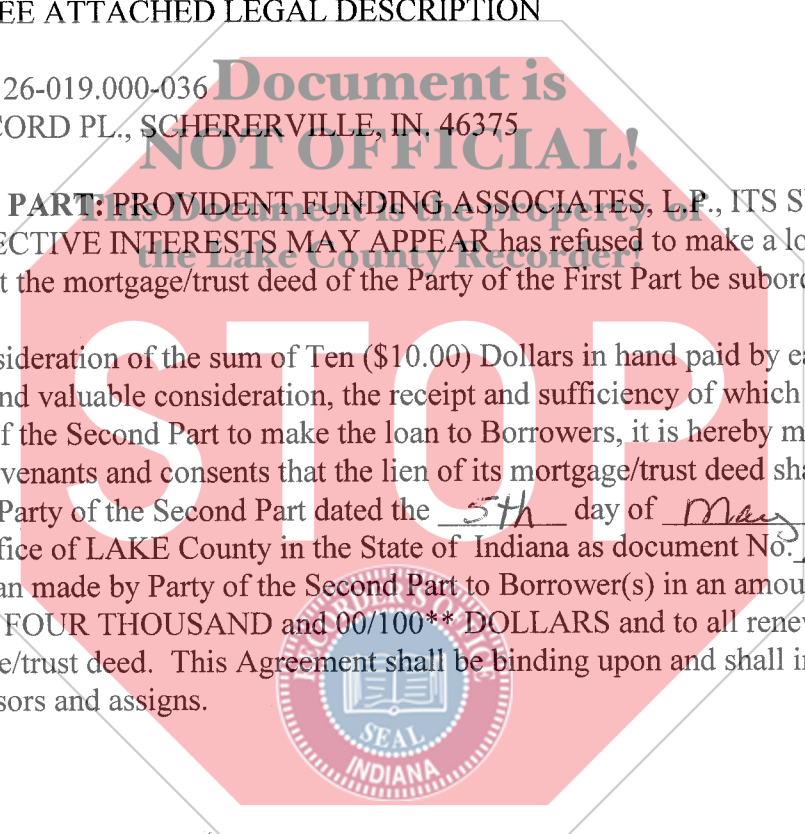 EE ATTACHED LEGAL DESCRIPTION
26-019.000-036
CORD PL., SCHERERVILLE, IN. 46375
Document is
NOT OFFICIAL!
This Document is the property of
the Lake County Recorder!
PART: PROVIDENT FUNDING ASSOCIATES, L.P., ITS S
ECTIVE INTERESTS MAY APPEAR has refused to make a lo
t the mortgage/trust deed of the Party of the First Part be subord
STOP
sideration of the sum of Ten ($10.00) Dollars in hand paid by ea
nd valuable consideration, the receipt and sufficiency of which
f the Second Part to make the loan to Borrowers, it is hereby m
venants and consents that the lien of its mortgage/trust deed sha
Party of the Second Part dated the 5th day of May
fice of LAKE County in the State of Indiana as document No.
an made by Party of the Second Part to Borrower(s) in an amou
FOUR THOUSAND and 00/100** DOLLARS and to all renew
e/trust deed. This Agreement shall be binding upon and shall in
sors and assigns.
RECORDER'S OFFICE
SEAL
INDIANA